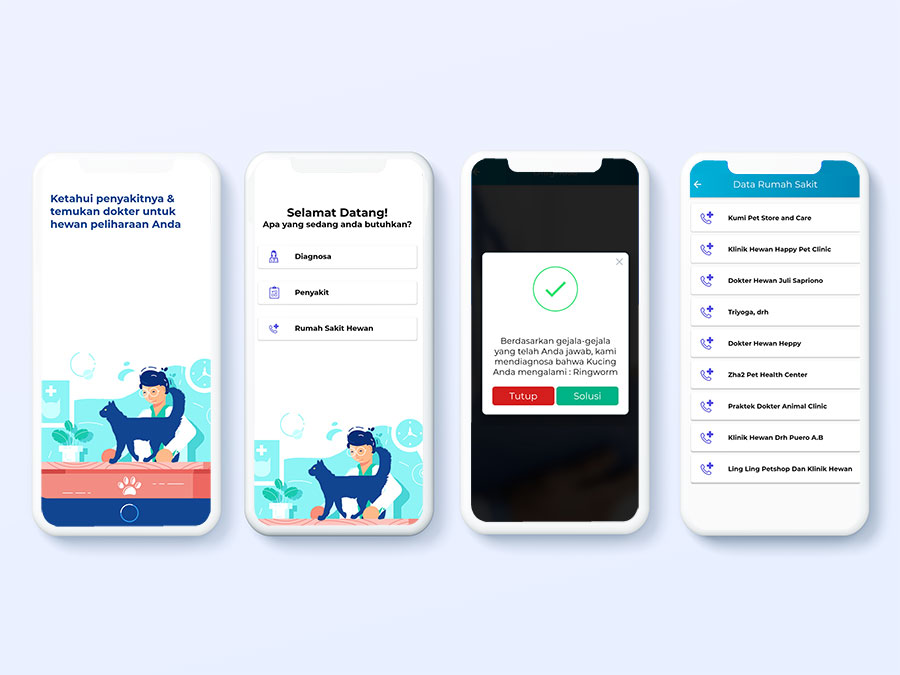 Ketahui penyakitnya &
temukan dokter untuk
hewan peliharaan Anda
Selamat Datang!
Apa yang sedang anda butuhkan?
Diagnosa
Penyakit
Rumah Sakit Hewan
Berdasarkan gejala-gejala
yang telah Anda jawab, kami
mendiagnosa bahwa Kucing
Anda mengalami : Ringworm
Tutup
Solusi
Data Rumah Sakit
Kumi Pet Store and Care
Klinik Hewan Happy Pet Clinic
Dokter Hewan Juli Sapriono
Triyoga, drh
Dokter Hewan Heppy
Zha2 Pet Health Center
Praktek Dokter Animal Clinic
Klinik Hewan Drh Puero A.B
Ling Ling Petshop Dan Klinik Hewan